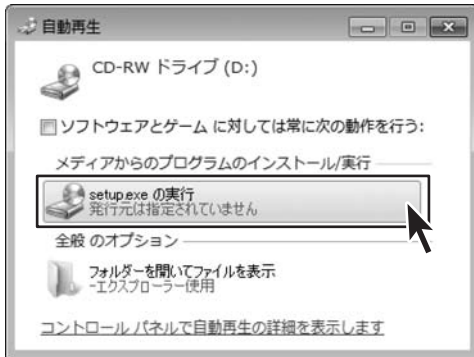 自動再生
CD-RW ドライブ (D:)
ソフトウェアとゲーム に対しては常に次の動作を行う:
メディアからのプログラムのインストール/実行
setup.exe の実行
発行元は指定されていません
全般 のオプション
フォルダーを開いてファイルを表示
-エクスプローラー使用
コントロール パネルで自動再生の詳細を表示します